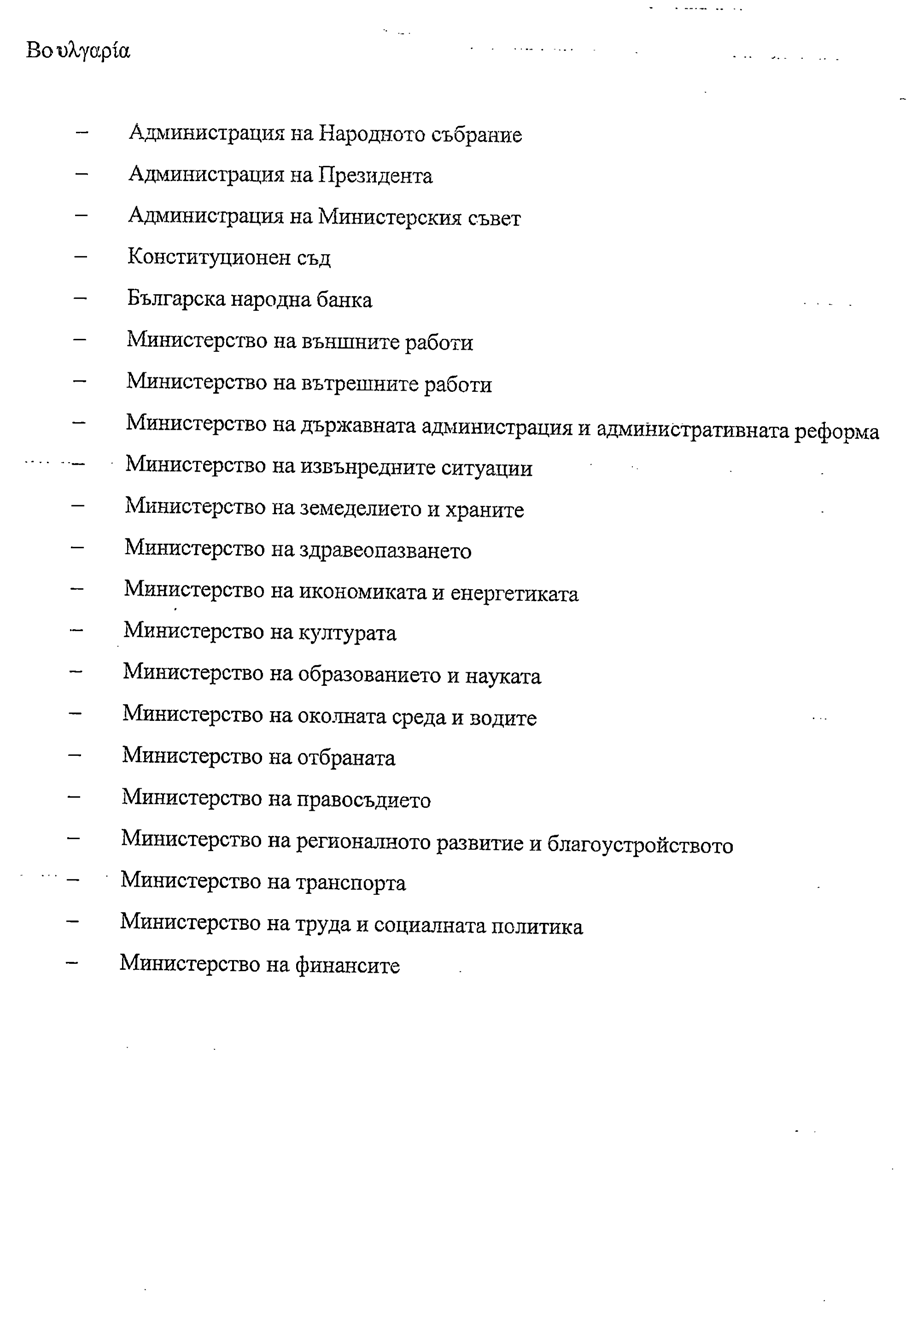 Βουλγαρία
– Администрация на Народното събрание
– Администрация на Президента
– Администрация на Министерския съвет
– Конституционен съд
– Българска народна банка
– Министерство на външните работи
– Министерство на вътрешните работи
– Министерство на държавната администрация и административната реформа
– Министерство на извънредните ситуации
– Министерство на земеделието и храните
– Министерство на здравеопазването
– Министерство на икономиката и енергетиката
– Министерство на културата
– Министерство на образованието и науката
– Министерство на околната среда и водите
– Министерство на отбраната
– Министерство на правосъдието
– Министерство на регионалното развитие и благоустройството
– Министерство на транспорта
– Министерство на труда и социалната политика
– Министерство на финансите